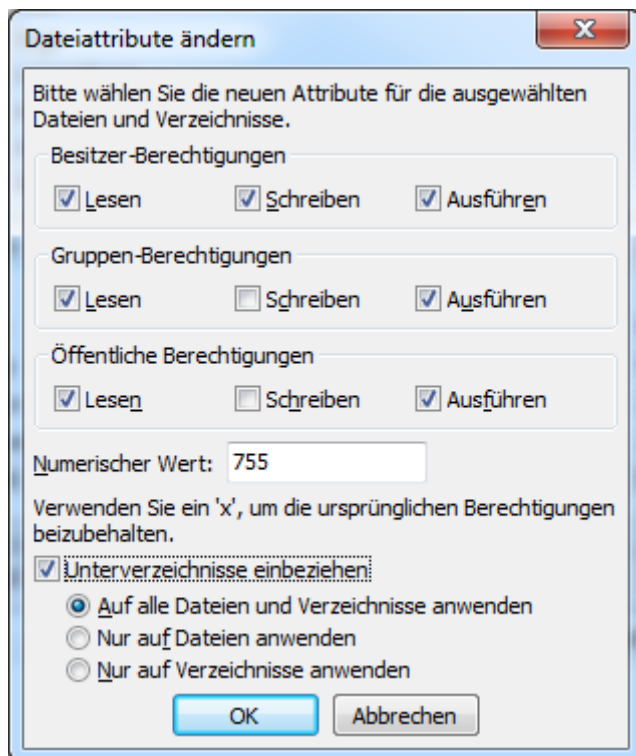 Dateiattribute ändern
Bitte wählen Sie die neuen Attribute für die ausgewählten
Dateien und Verzeichnisse.
Besitzer-Berechtigungen
Lesen Schreiben Ausführen
Gruppen-Berechtigungen
Lesen Schreiben Ausführen
Öffentliche Berechtigungen
Lesen Schreiben Ausführen
Numerischer Wert: 755
Verwenden Sie ein 'x', um die ursprünglichen Berechtigungen
beizubehalten.
Unterverzeichnisse einbeziehen
Auf alle Dateien und Verzeichnisse anwenden
Nur auf Dateien anwenden
Nur auf Verzeichnisse anwenden
OK Abbrechen